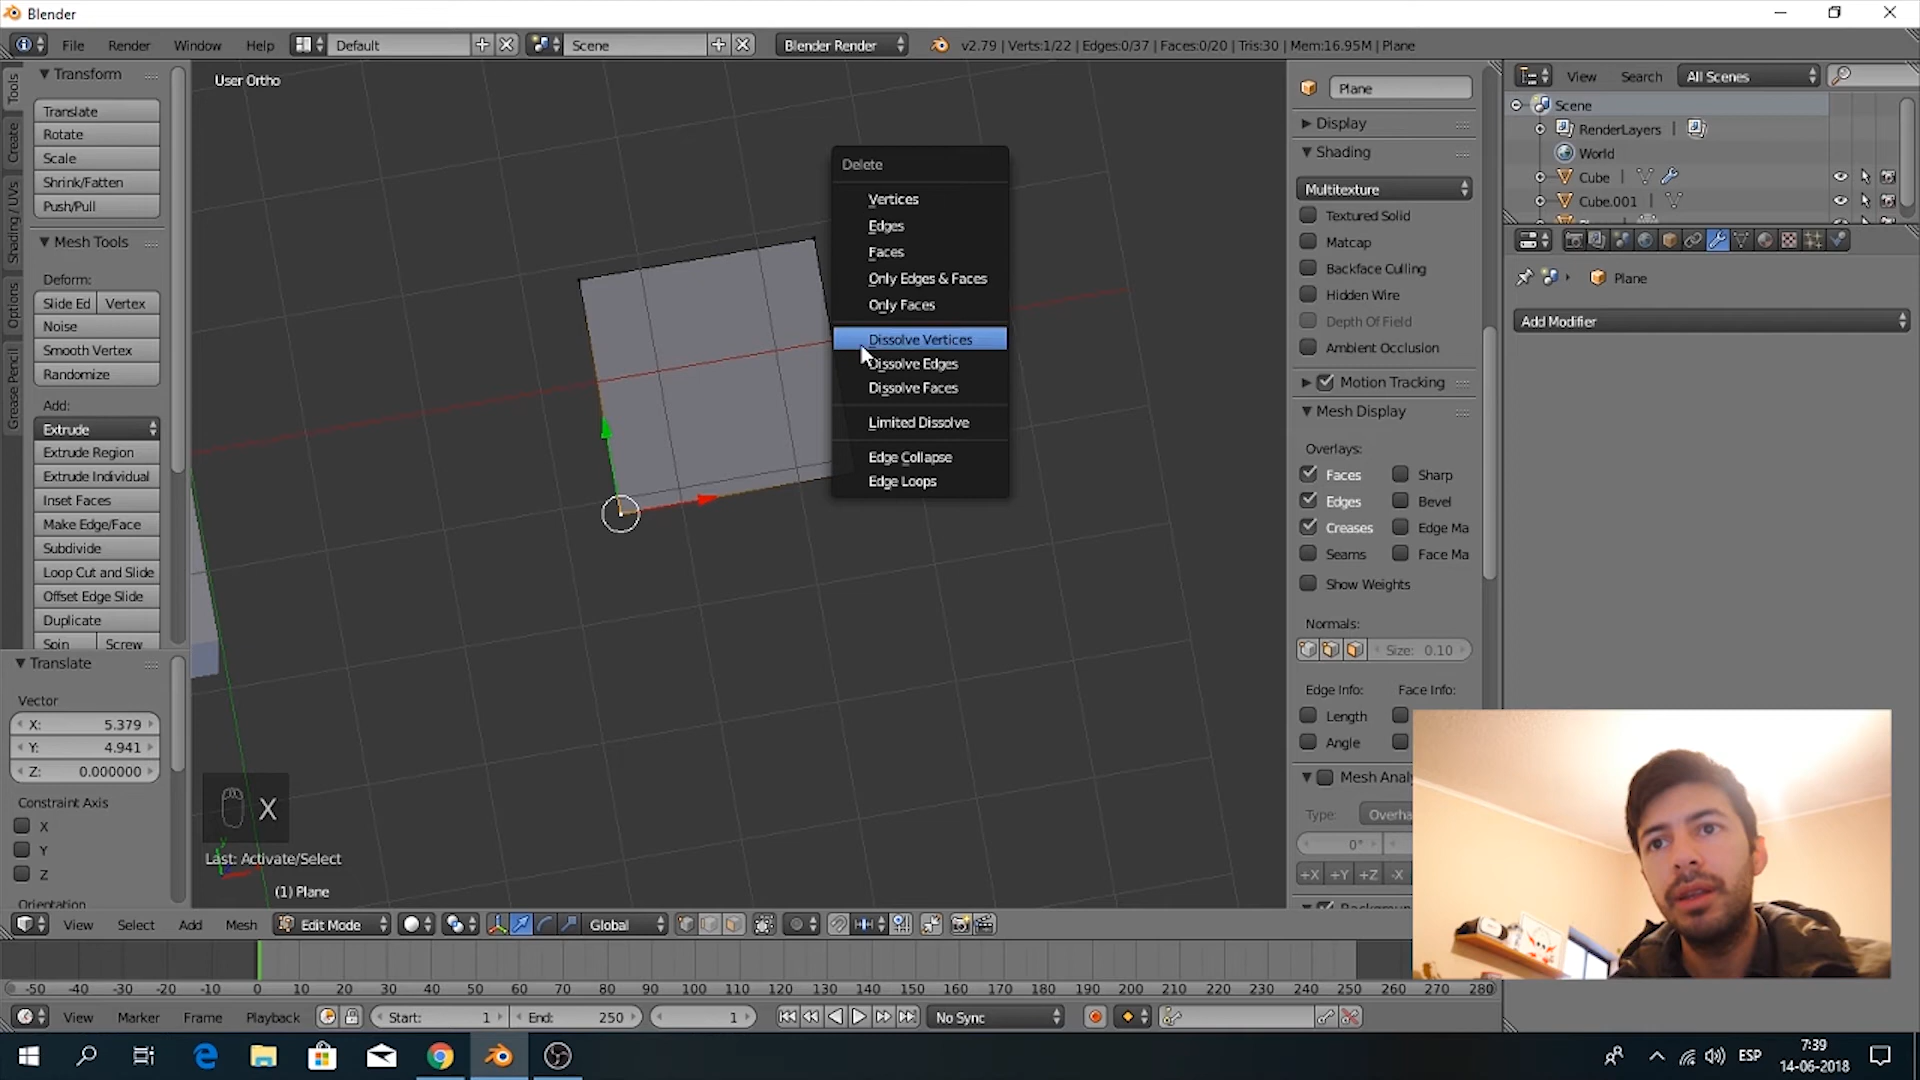 Blender
File Render Window Help Default Scene Blender Render v2.79 | Verts:1/22 | Edges:0/37 | Faces:0/20 | Tris:30 | Mem:16.95M | Plane
Tools
Create
Shading / UVs
Options
Grease Pencil
Transform
Translate
Rotate
Scale
Shrink/Fatten
Push/Pull
Mesh Tools
Deform:
Slide Ed Vertex
Noise
Smooth Vertex
Randomize
Add:
Extrude
Extrude Region
Extrude Individual
Inset Faces
Make Edge/Face
Subdivide
Loop Cut and Slide
Offset Edge Slide
Duplicate
Spin Screw
Translate
Vector
X: 5.379
Y: 4.941
Z: 0.000000
Constraint Axis
X
Y
Z
Orientation
User Ortho
Delete
Vertices
Edges
Faces
Only Edges & Faces
Only Faces
Dissolve Vertices
Dissolve Edges
Dissolve Faces
Limited Dissolve
Edge Collapse
Edge Loops
X
Last: Activate/Select
(1) Plane
Plane
Display
Shading
Multitexture
Textured Solid
Matcap
Backface Culling
Hidden Wire
Depth Of Field
Ambient Occlusion
Motion Tracking
Mesh Display
Overlays:
Faces Sharp
Edges Bevel
Creases Edge Ma
Seams Face Ma
Show Weights
Normals:
Size: 0.10
Edge Info: Face Info:
Length
Angle
Mesh Analy
Type: Overha
0°
+X +Y +Z -X
View Search All Scenes
Scene
RenderLayers |
World
Cube |
Cube.001 |
Plane
Add Modifier
View Select Add Mesh Edit Mode Global
-50 -40 -30 -20 -10 0 10 20 30 40 50 60 70 80 90 100 110 120 130 140 150 160 170 180 190 200 210 220 230 240 250 260 270 280
View Marker Frame Playback Start: 1 End: 250 1 No Sync
ESP 7:39
14-06-2018